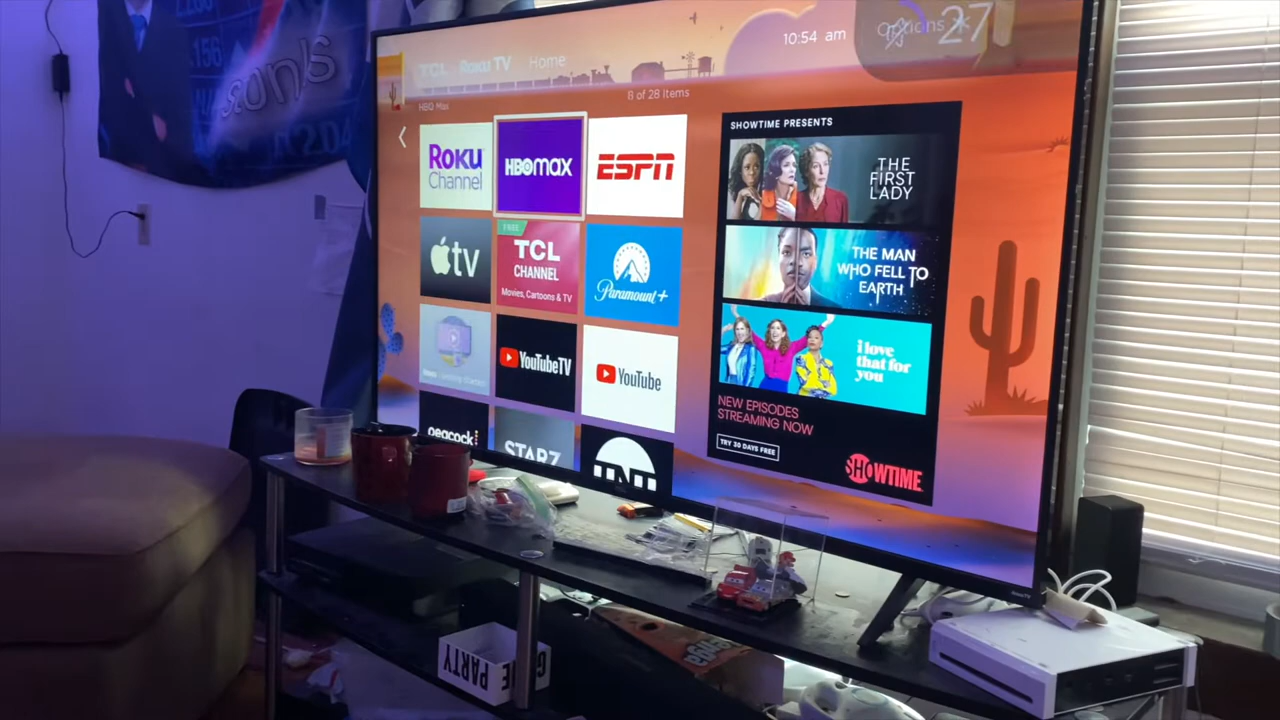 10:54 am
Options
27
TCL Roku TV Home
8 of 28 items
HBO Max
Roku
Channel
HBOMAX
ESPN
tv
FREE
TCL
CHANNEL
Movies, Cartoons & TV
Paramount+
YouTubeTV
YouTube
peacock
STARZ
TNT
SHOWTIME PRESENTS
THE
FIRST
LADY
THE MAN
WHO FELL TO
EARTH
i love
that for
you
NEW EPISODES
STREAMING NOW
TRY 30 DAYS FREE
SHOWTIME
PARTY